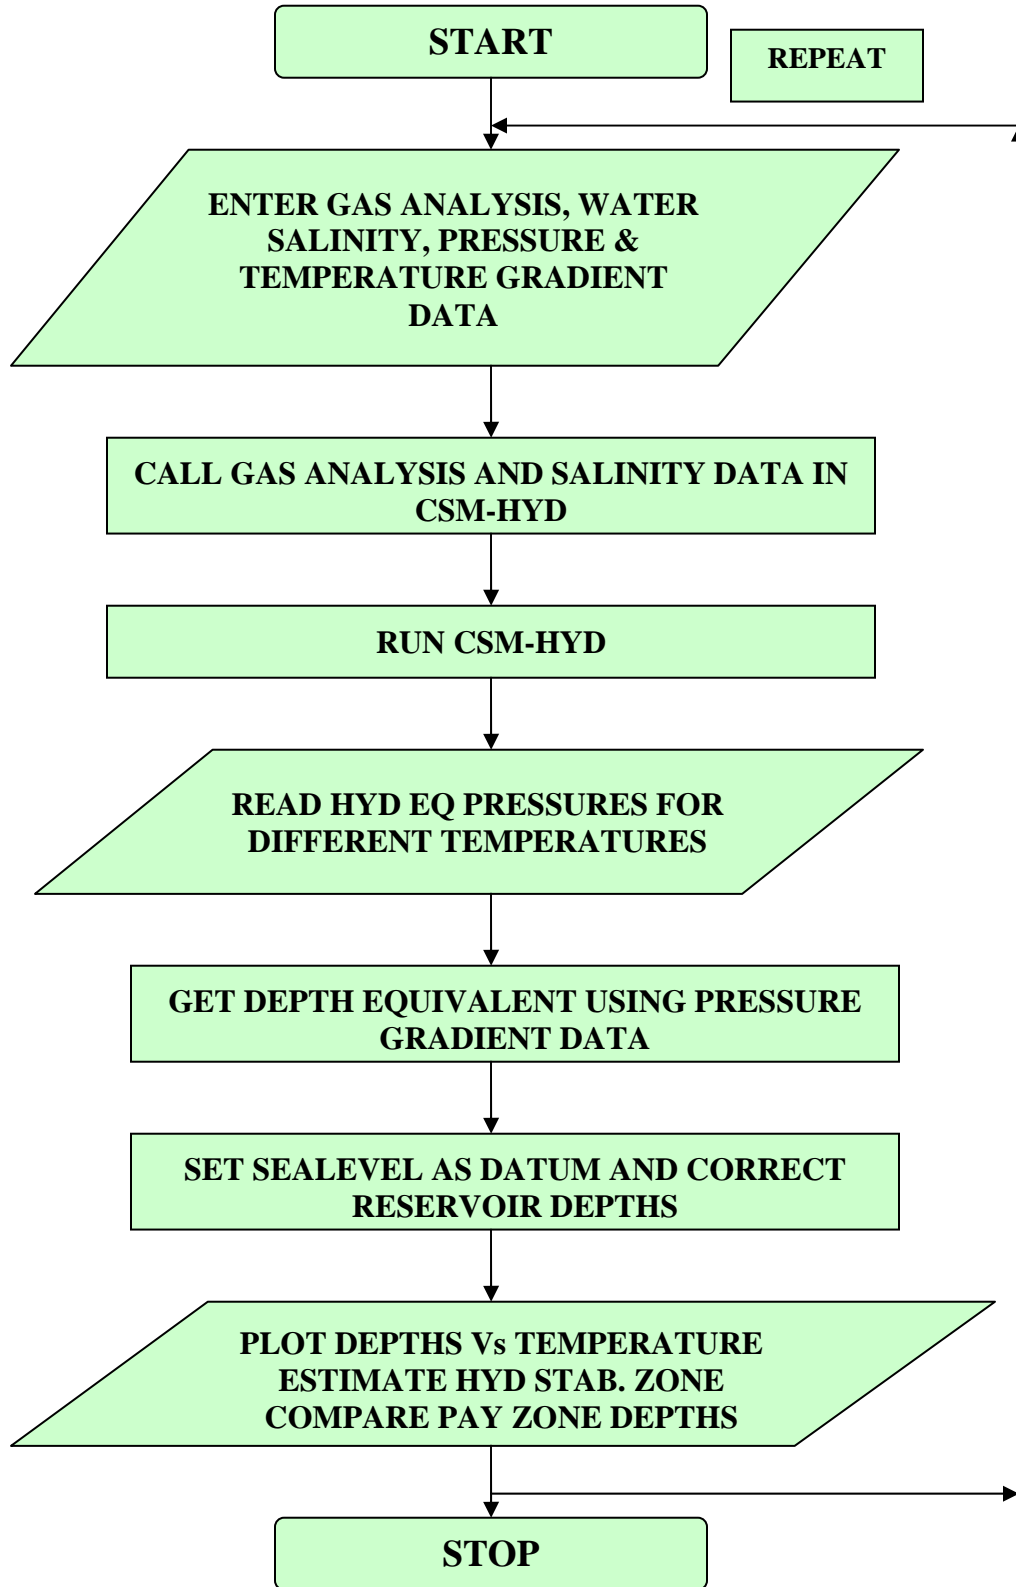 START
REPEAT
ENTER GAS ANALYSIS, WATER
SALINITY, PRESSURE &
TEMPERATURE GRADIENT
DATA
CALL GAS ANALYSIS AND SALINITY DATA IN
CSM-HYD
RUN CSM-HYD
READ HYD EQ PRESSURES FOR
DIFFERENT TEMPERATURES
GET DEPTH EQUIVALENT USING PRESSURE
GRADIENT DATA
SET SEALEVEL AS DATUM AND CORRECT
RESERVOIR DEPTHS
PLOT DEPTHS Vs TEMPERATURE
ESTIMATE HYD STAB. ZONE
COMPARE PAY ZONE DEPTHS
STOP